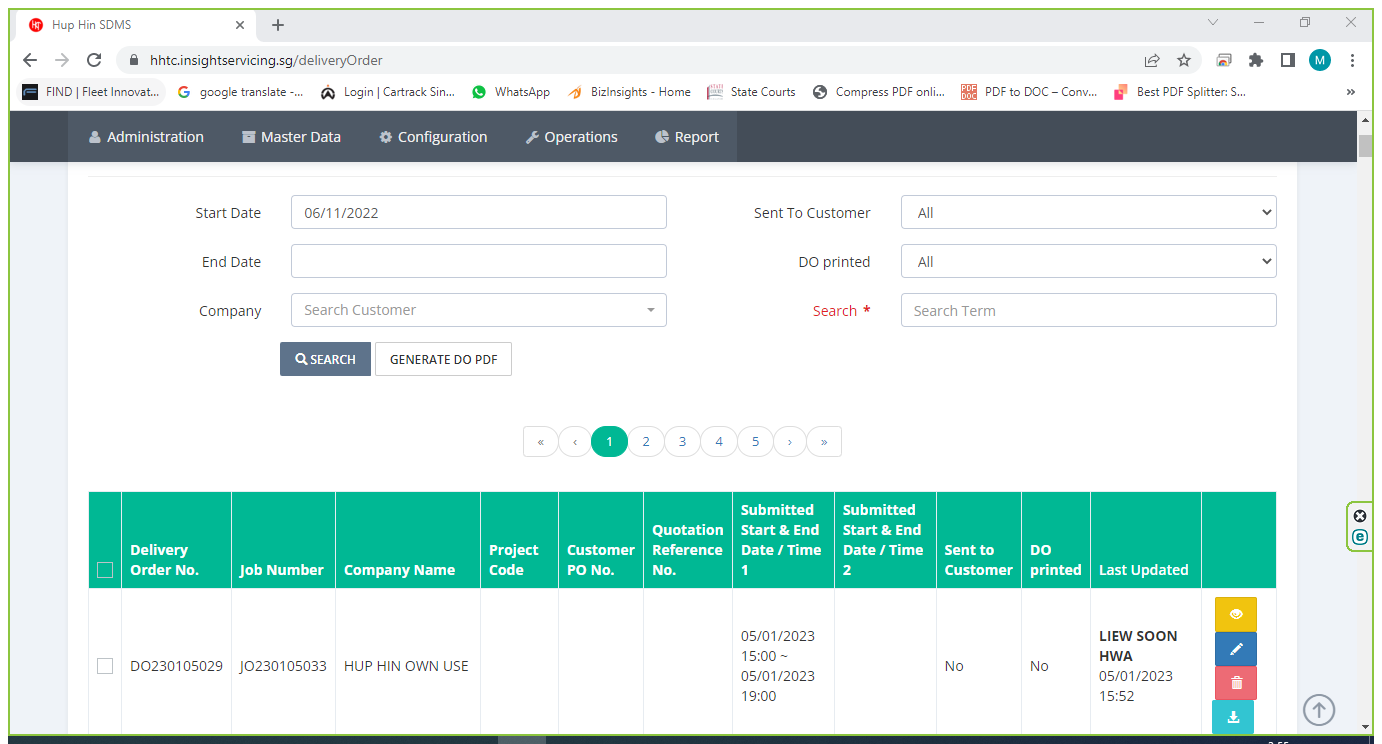 Hup Hin SDMS
hhtc.insightservicing.sg/deliveryOrder
M
FIND | Fleet Innovat...
google translate -...
Login | Cartrack Sin...
WhatsApp
BizInsights - Home
State Courts
Compress PDF onli...
PDF to DOC – Conv...
Best PDF Splitter: S...
»
Administration
Master Data
Configuration
Operations
Report
Start Date
06/11/2022
Sent To Customer
All
End Date
DO printed
All
Company
Search Customer
Search *
Search Term
SEARCH
GENERATE DO PDF
« ‹ 1 2 3 4 5 › »
Delivery
Order No.
Job Number
Company Name
Project
Code
Customer
PO No.
Quotation
Reference
No.
Submitted
Start & End
Date / Time
1
Submitted
Start & End
Date / Time
2
Sent to
Customer
DO
printed
Last Updated
DO230105029
JO230105033
HUP HIN OWN USE
05/01/2023
15:00 ~
05/01/2023
19:00
No
No
LIEW SOON
HWA
05/01/2023
15:52